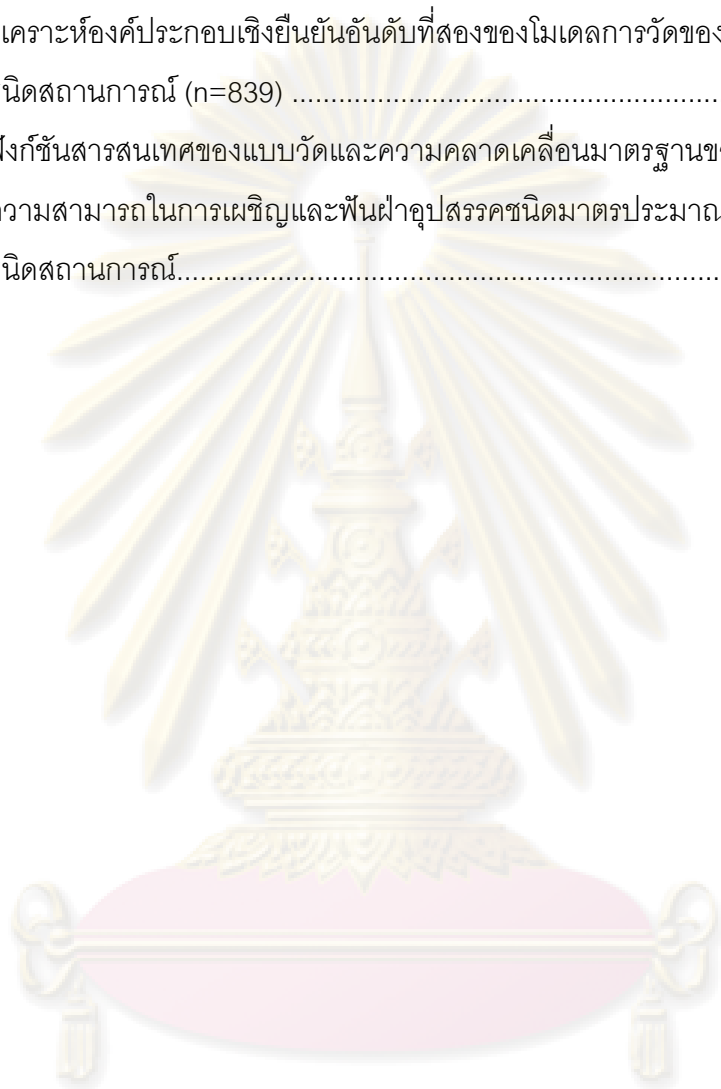 เคราะห์องค์ประกอบเชิงยืนยันอันดับที่สองของโมเดลการวัดของ
นิดสถานการณ์ (n=839) ......................................................
ังก์ชันสารสนเทศของแบบวัดและความคลาดเคลื่อนมาตรฐานข
วามสามารถในการเผชิญและฟันฝ่าอุปสรรคชนิดมาตรประมาณ
นิดสถานการณ์......................................................................